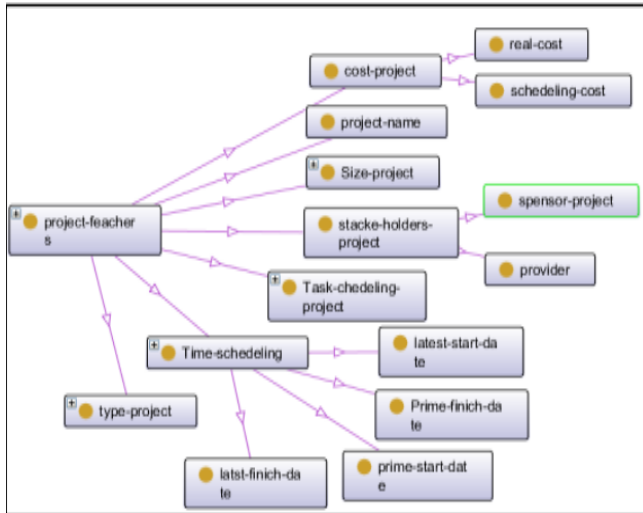 real-cost
cost-project
schedeling-cost
project-name
Size-project
spensor-project
project-feacher
s
stacke-holders-
project
provider
Task-chedeling-
project
Time-schedeling
latest-start-da
te
type-project
Prime-finich-da
te
latst-finich-da
te
prime-start-dat
e